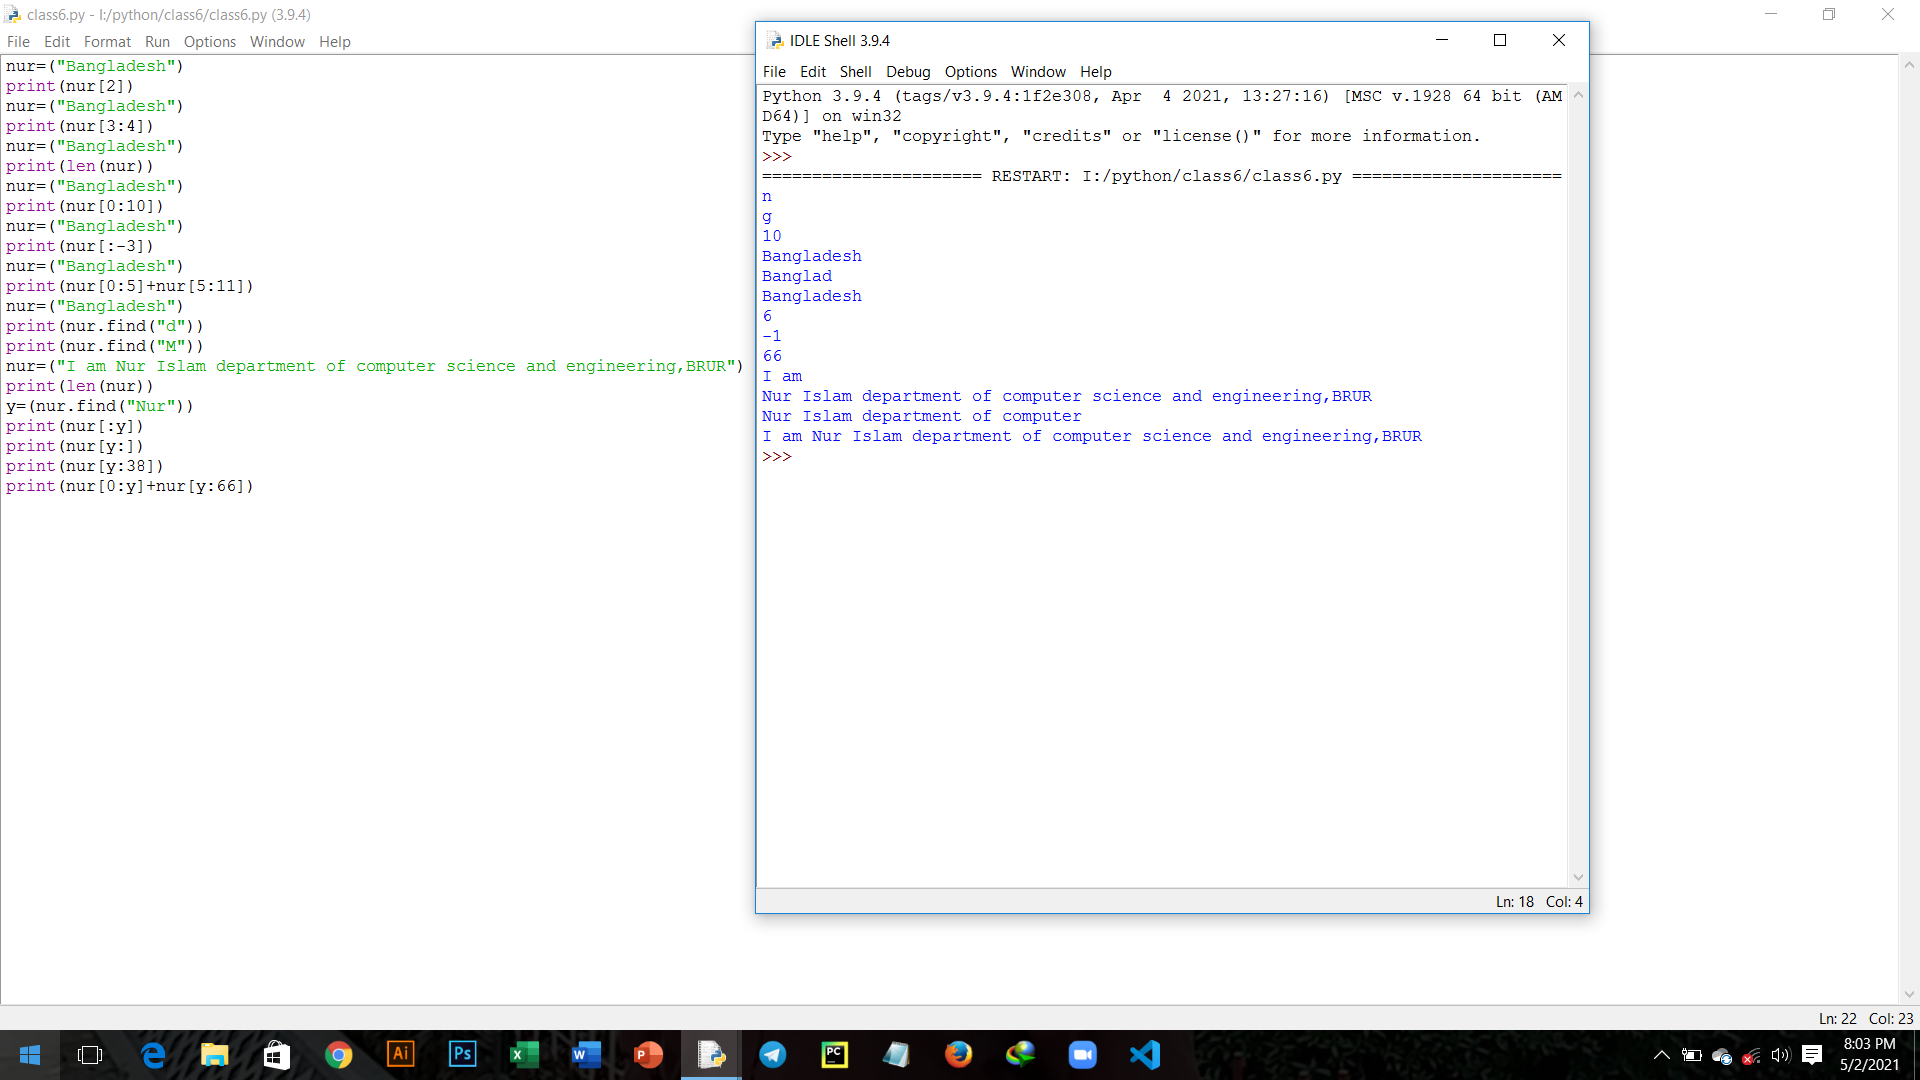 class6.py - I:/python/class6/class6.py (3.9.4)
File Edit Format Run Options Window Help
nur=("Bangladesh")
print(nur[2])
nur=("Bangladesh")
print(nur[3:4])
nur=("Bangladesh")
print(len(nur))
nur=("Bangladesh")
print(nur[0:10])
nur=("Bangladesh")
print(nur[:-3])
nur=("Bangladesh")
print(nur[0:5]+nur[5:11])
nur=("Bangladesh")
print(nur.find("d"))
print(nur.find("M"))
nur=("I am Nur Islam department of computer science and engineering,BRUR")
print(len(nur))
y=(nur.find("Nur"))
print(nur[:y])
print(nur[y:])
print(nur[y:38])
print(nur[0:y]+nur[y:66])
IDLE Shell 3.9.4
File Edit Shell Debug Options Window Help
Python 3.9.4 (tags/v3.9.4:1f2e308, Apr  4 2021, 13:27:16) [MSC v.1928 64 bit (AM
D64)] on win32
Type "help", "copyright", "credits" or "license()" for more information.
>>>
====================== RESTART: I:/python/class6/class6.py =====================
n
g
10
Bangladesh
Banglad
Bangladesh
6
-1
66
I am
Nur Islam department of computer science and engineering,BRUR
Nur Islam department of computer
I am Nur Islam department of computer science and engineering,BRUR
>>>
Ln: 18 Col: 4
Ln: 22 Col: 23
Ai
Ps
X
W
P
PC
8:03 PM
5/2/2021